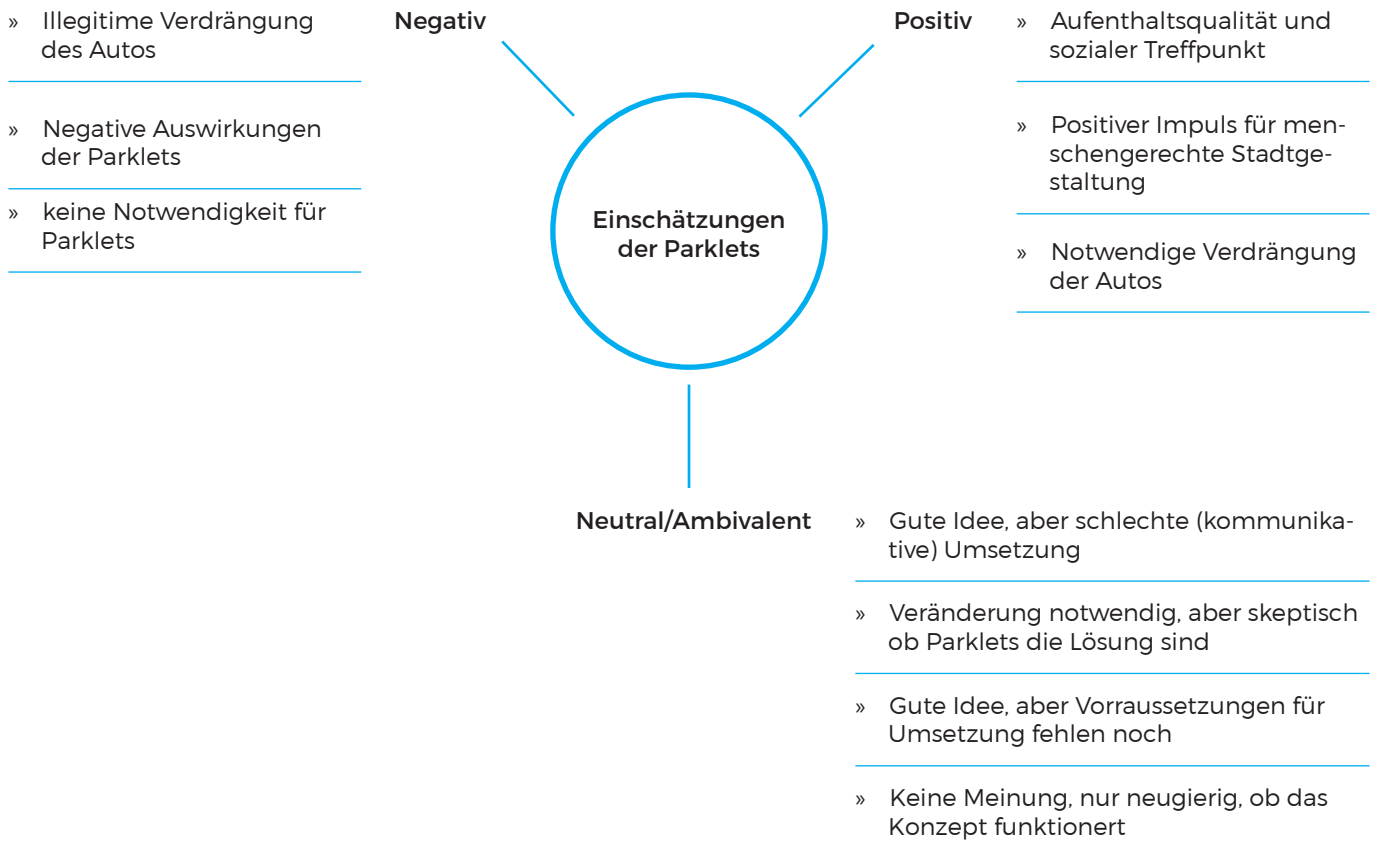 Negativ
» Illegitime Verdrängung
des Autos
» Negative Auswirkungen
der Parklets
» keine Notwendigkeit für
Parklets
Positiv
» Aufenthaltsqualität und
sozialer Treffpunkt
» Positiver Impuls für men-
schengerechte Stadtge-
staltung
» Notwendige Verdrängung
der Autos
Einschätzungen
der Parklets
Neutral/Ambivalent
» Gute Idee, aber schlechte (kommunika-
tive) Umsetzung
» Veränderung notwendig, aber skeptisch
ob Parklets die Lösung sind
» Gute Idee, aber Vorraussetzungen für
Umsetzung fehlen noch
» Keine Meinung, nur neugierig, ob das
Konzept funktionert